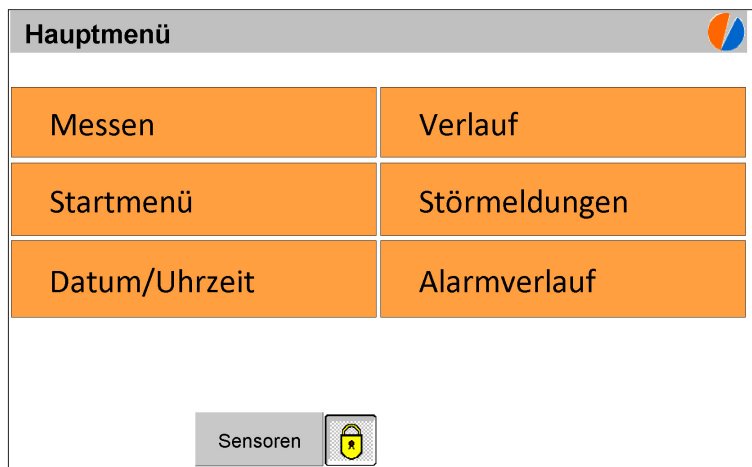 Hauptmenü
Messen
Verlauf
Startmenü
Störmeldungen
Datum/Uhrzeit
Alarmverlauf
Sensoren